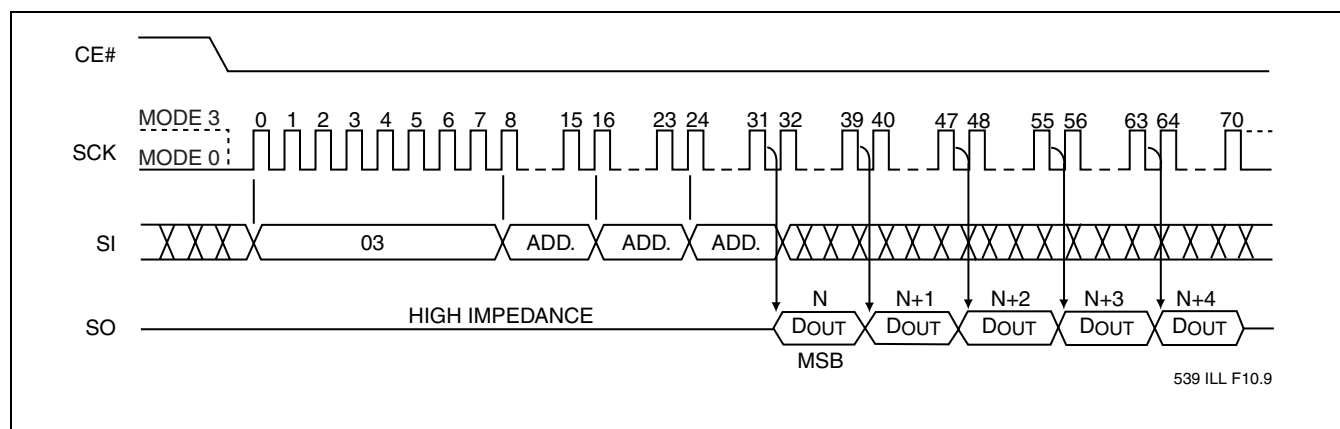 CE#
MODE 3
0 1 2 3 4 5 6 7 8 15 16 23 24 31 32 39 40 47 48 55 56 63 64 70
SCK
MODE 0
SI 03 ADD. ADD. ADD.
N N+1 N+2 N+3 N+4
SO HIGH IMPEDANCE DOUT DOUT DOUT DOUT DOUT
MSB
539 ILL F10.9